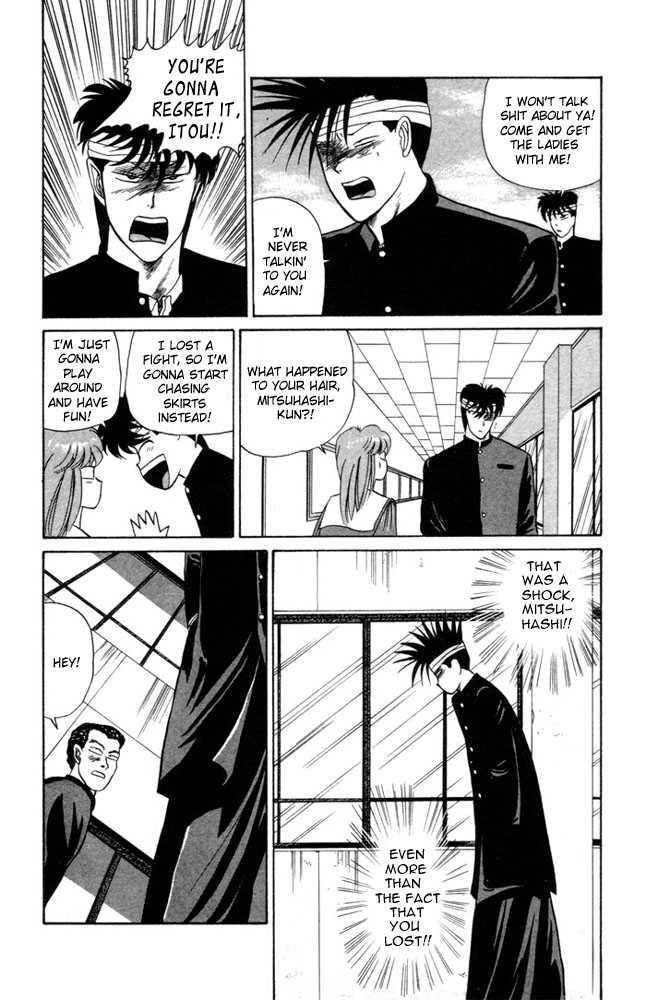 I WON'T TALK
SHIT ABOUT YA!
COME AND GET
THE LADIES
WITH ME!
I'M
NEVER
TALKIN'
TO YOU
AGAIN!
YOU'RE
GONNA
REGRET IT,
ITOU!!
WHAT HAPPENED
TO YOUR HAIR,
MITSUHASHI-
KUN?!
I LOST A
FIGHT, SO I'M
GONNA START
CHASING
SKIRTS
INSTEAD!
I'M JUST
GONNA
PLAY
AROUND
AND HAVE
FUN!
THAT
WAS A
SHOCK,
MITSU-
HASHI!!
EVEN
MORE
THAN
THE FACT
THAT
YOU
LOST!!
HEY!